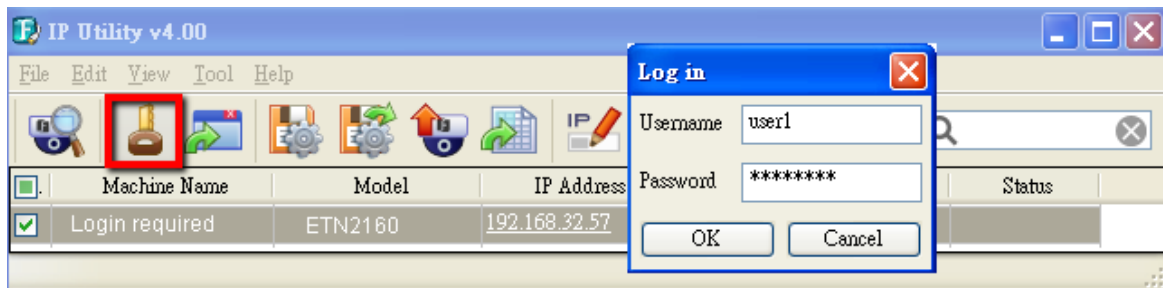 IP Utility v4.00
File Edit View Tool Help
IP
Machine Name Model IP Address Status
Login required ETN2160 192.168.32.57
Log in
Username user1
Password ********
OK Cancel